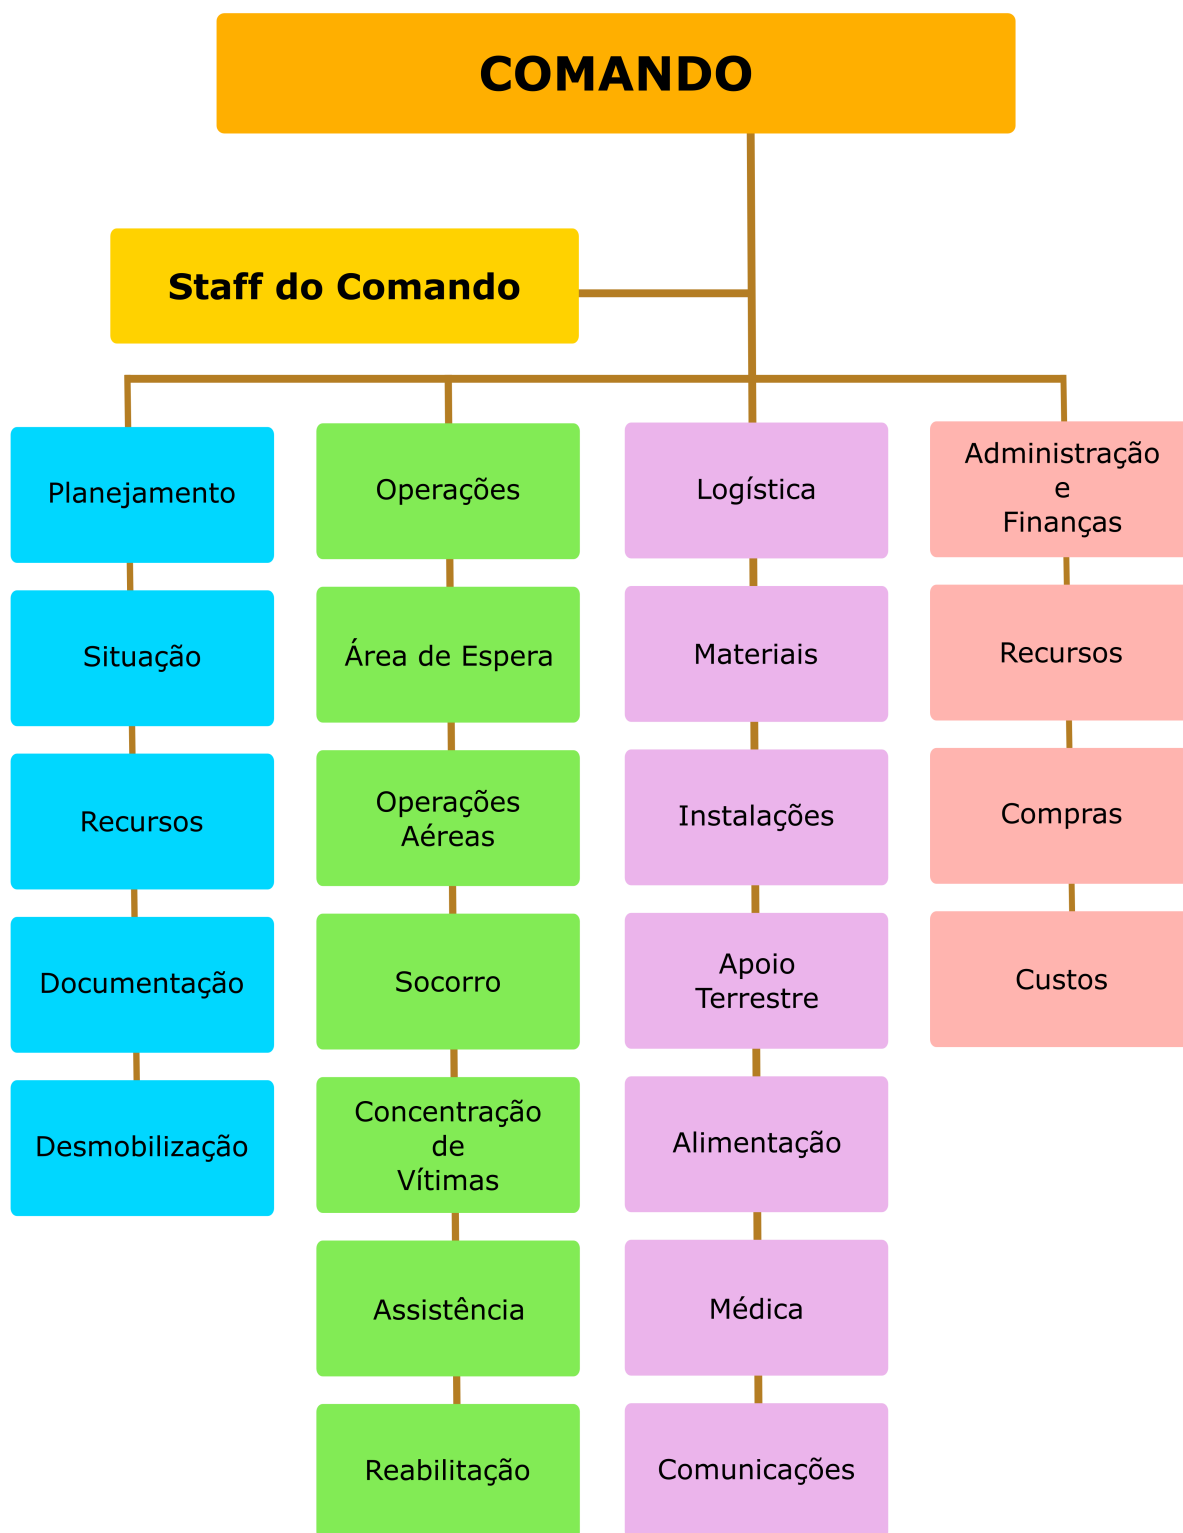 COMANDO
Staff do Comando
Planejamento
Situação
Recursos
Documentação
Desmobilização
Operações
Área de Espera
Operações
Aéreas
Socorro
Concentração
de
Vítimas
Assistência
Reabilitação
Logística
Materiais
Instalações
Apoio
Terrestre
Alimentação
Médica
Comunicações
Administração
e
Finanças
Recursos
Compras
Custos